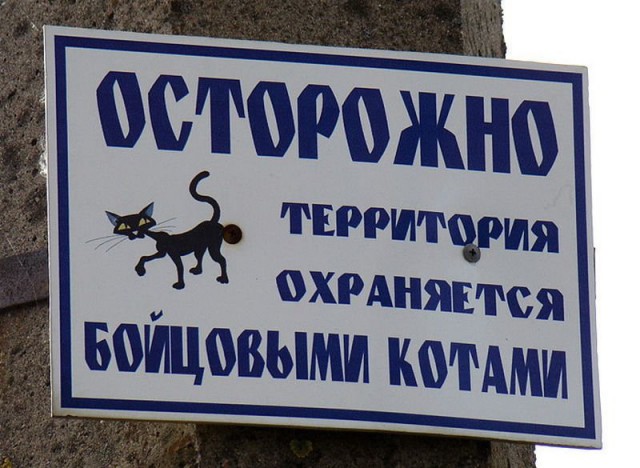 ОСТОРОЖНО
ТЕРРИТОРИЯ
ОХРАНЯЕТСЯ
БОЙЦОВЫМИ КОТАМИ